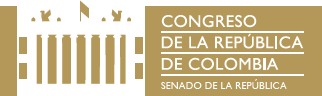 CONGRESO
DE LA REPÚBLICA
DE COLOMBIA
SENADO DE LA REPÚBLICA